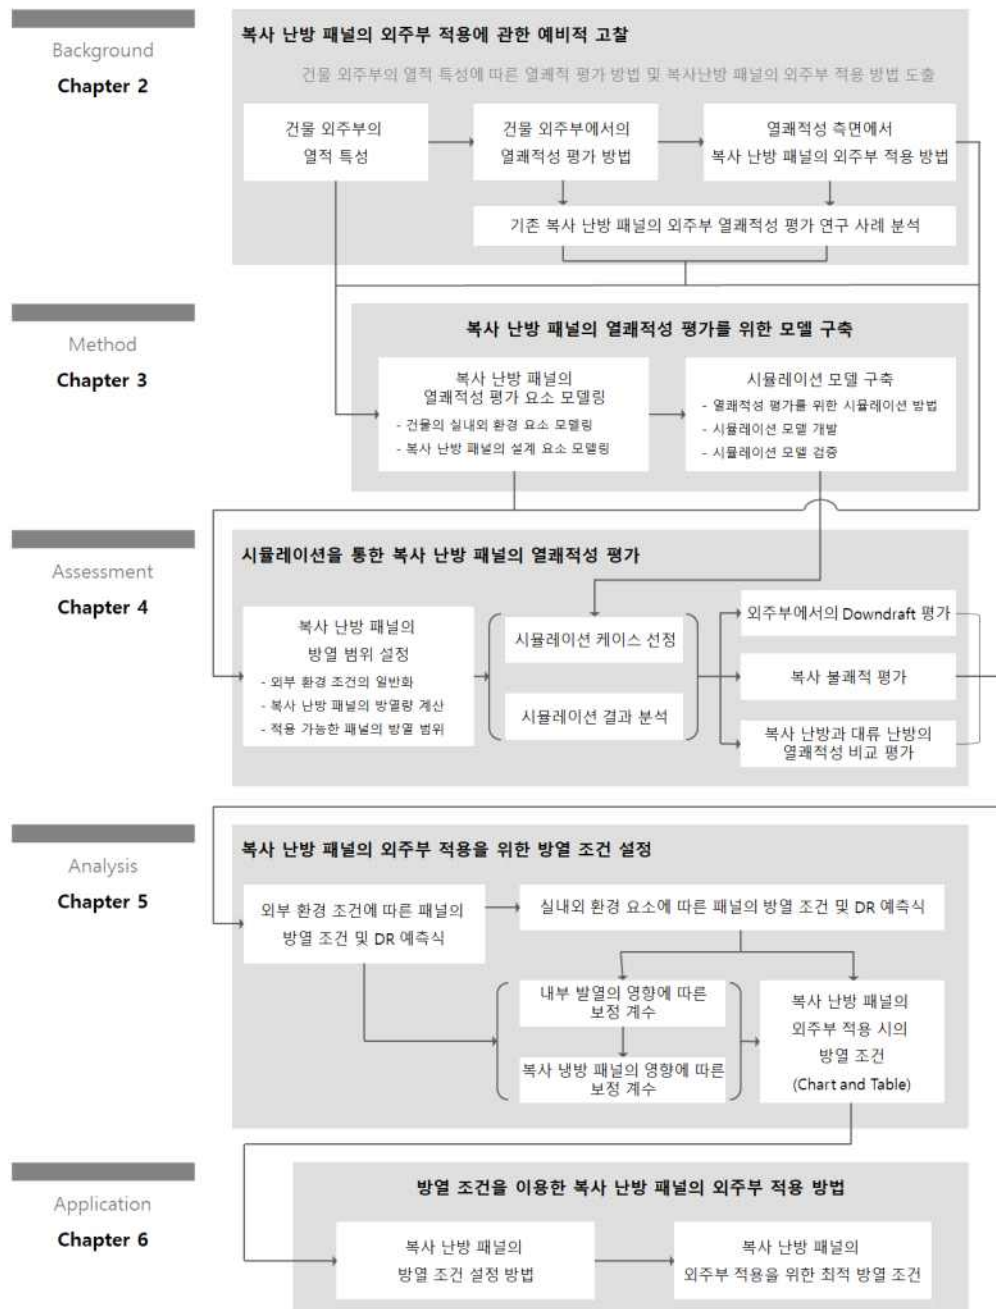 Background
Chapter 2
복사 난방 패널의 외주부 적용에 관한 예비적 고찰
건물 외주부의 열적 특성에 따른 열쾌적 평가 방법 및 복사난방 패널의 외주부 적용 방법 도출
건물 외주부의
열적 특성
건물 외주부에서의
열쾌적성 평가 방법
열쾌적성 측면에서
복사 난방 패널의 외주부 적용 방법
기존 복사 난방 패널의 외주부 열쾌적성 평가 연구 사례 분석
Method
Chapter 3
복사 난방 패널의 열쾌적성 평가를 위한 모델 구축
복사 난방 패널의
열쾌적성 평가 요소 모델링
- 건물의 실내외 환경 요소 모델링
- 복사 난방 패널의 설계 요소 모델링
시뮬레이션 모델 구축
- 열쾌적성 평가를 위한 시뮬레이션 방법
- 시뮬레이션 모델 개발
- 시뮬레이션 모델 검증
Assessment
Chapter 4
시뮬레이션을 통한 복사 난방 패널의 열쾌적성 평가
복사 난방 패널의
방열 범위 설정
- 외부 환경 조건의 일반화
- 복사 난방 패널의 방열량 계산
- 적용 가능한 패널의 방열 범위
시뮬레이션 케이스 선정
시뮬레이션 결과 분석
외주부에서의 Downdraft 평가
복사 불쾌적 평가
복사 난방과 대류 난방의
열쾌적성 비교 평가
Analysis
Chapter 5
복사 난방 패널의 외주부 적용을 위한 방열 조건 설정
외부 환경 조건에 따른 패널의
방열 조건 및 DR 예측식
실내외 환경 요소에 따른 패널의 방열 조건 및 DR 예측식
내부 발열의 영향에 따른
보정 계수
복사 냉방 패널의 영향에 따른
보정 계수
복사 난방 패널의
외주부 적용 시의
방열 조건
(Chart and Table)
Application
Chapter 6
방열 조건을 이용한 복사 난방 패널의 외주부 적용 방법
복사 난방 패널의
방열 조건 설정 방법
복사 난방 패널의
외주부 적용을 위한 최적 방열 조건